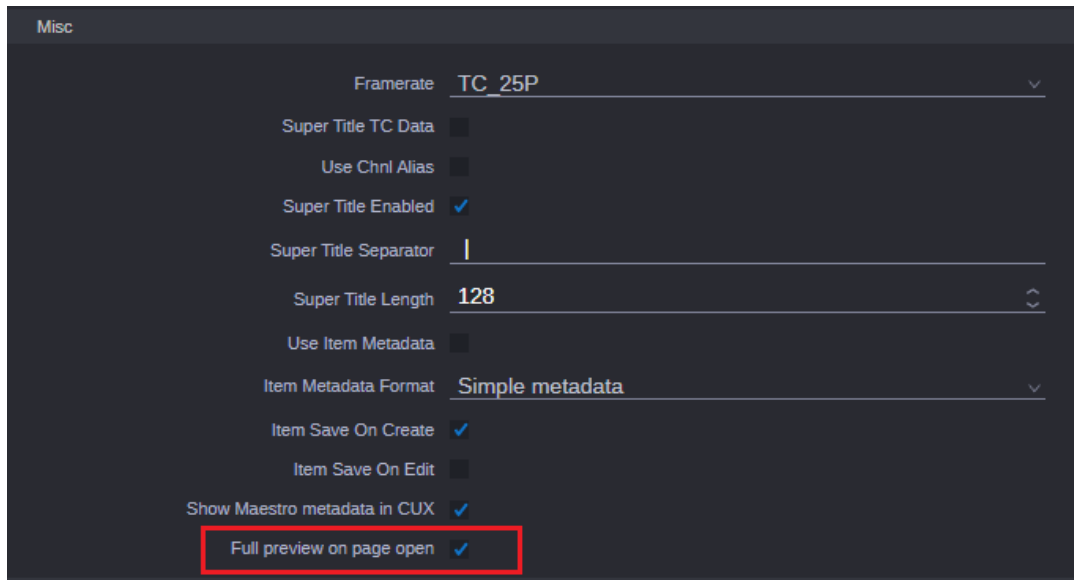 Misc
Framerate TC_25P
Super Title TC Data
Use Chnl Alias
Super Title Enabled
Super Title Separator |
Super Title Length 128
Use Item Metadata
Item Metadata Format Simple metadata
Item Save On Create
Item Save On Edit
Show Maestro metadata in CUX
Full preview on page open